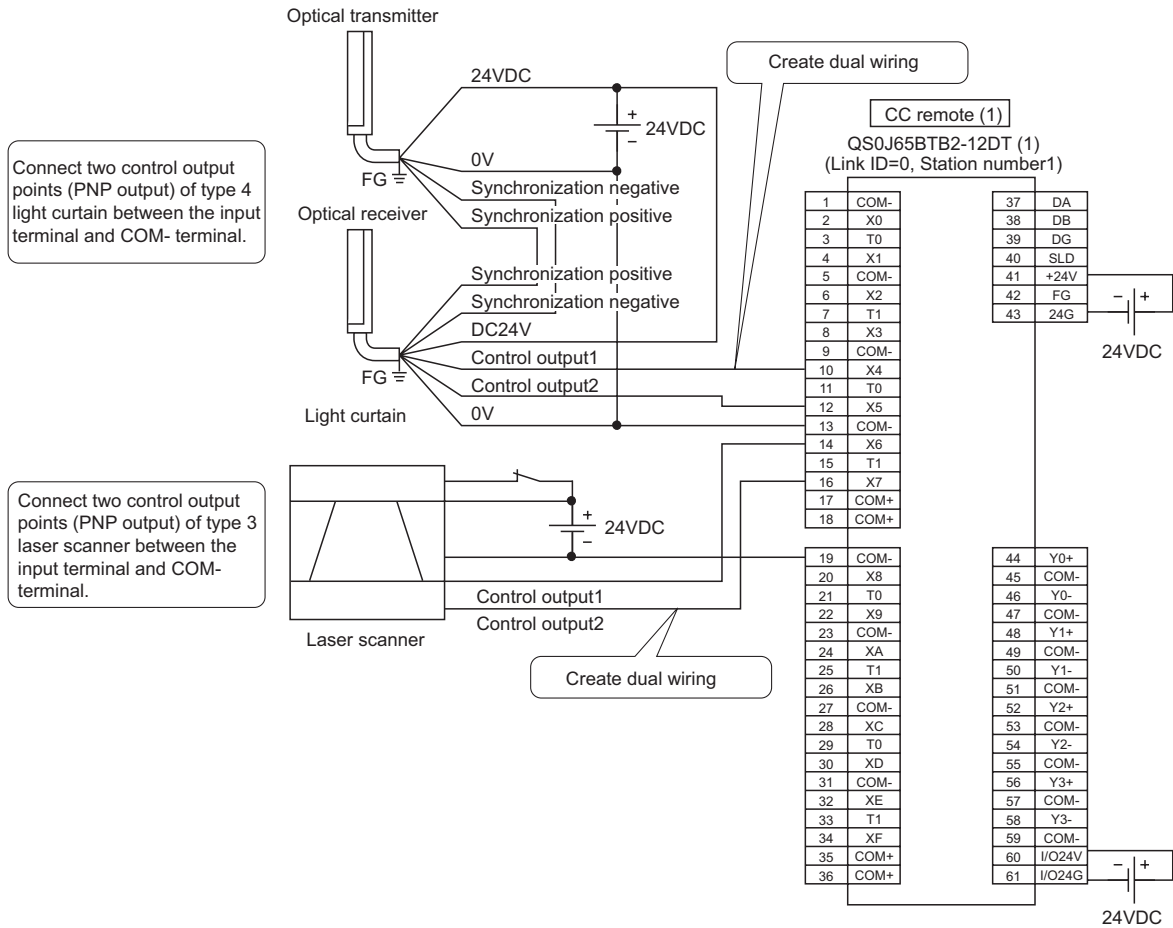 Optical transmitter
24VDC
+
24VDC
−
0V
FG
Synchronization negative
Synchronization positive
Connect two control output
points (PNP output) of type 4
light curtain between the input
terminal and COM- terminal.
Optical receiver
Synchronization positive
Synchronization negative
DC24V
Control output1
Control output2
0V
FG
Light curtain
Create dual wiring
Connect two control output
points (PNP output) of type 3
laser scanner between the
input terminal and COM-
terminal.
+
24VDC
−
Control output1
Control output2
Laser scanner
Create dual wiring
CC remote (1)
QS0J65BTB2-12DT (1)
(Link ID=0, Station number1)
1 COM-
2 X0
3 T0
4 X1
5 COM-
6 X2
7 T1
8 X3
9 COM-
10 X4
11 T0
12 X5
13 COM-
14 X6
15 T1
16 X7
17 COM+
18 COM+
19 COM-
20 X8
21 T0
22 X9
23 COM-
24 XA
25 T1
26 XB
27 COM-
28 XC
29 T0
30 XD
31 COM-
32 XE
33 T1
34 XF
35 COM+
36 COM+
37 DA
38 DB
39 DG
40 SLD
41 +24V
42 FG
43 24G
− +
24VDC
44 Y0+
45 COM-
46 Y0-
47 COM-
48 Y1+
49 COM-
50 Y1-
51 COM-
52 Y2+
53 COM-
54 Y2-
55 COM-
56 Y3+
57 COM-
58 Y3-
59 COM-
60 I/O24V
61 I/O24G
− +
24VDC